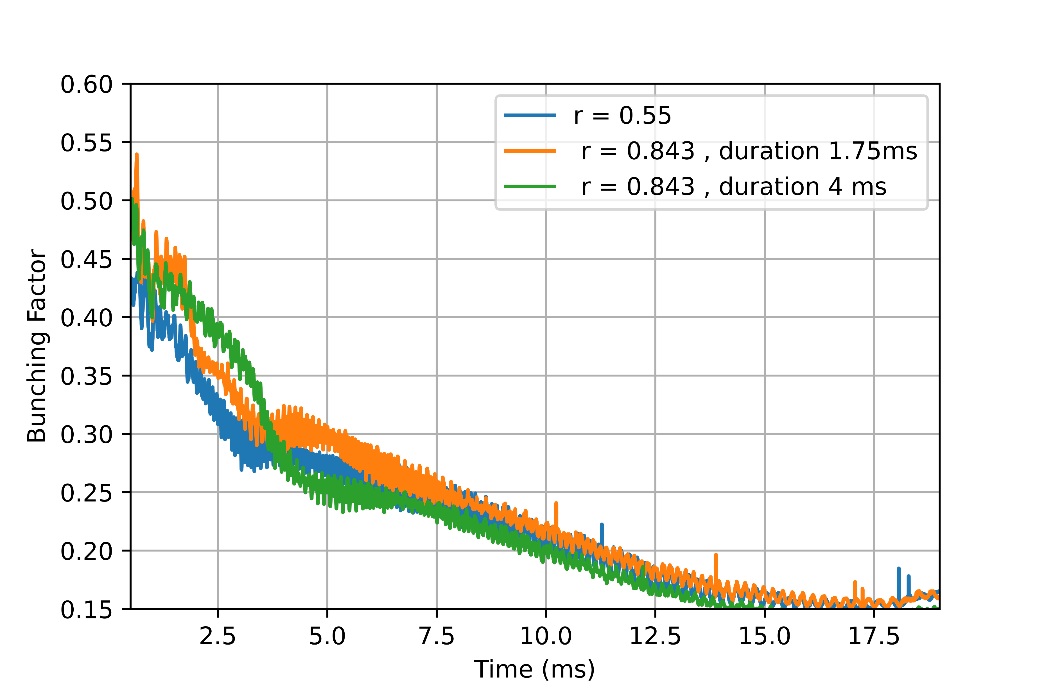 0.60
0.55
0.50
0.45
0.40
0.35
0.30
0.25
0.20
0.15
Bunching Factor
r = 0.55
r = 0.843 , duration 1.75ms
r = 0.843 , duration 4 ms
2.5 5.0 7.5 10.0 12.5 15.0 17.5
Time (ms)